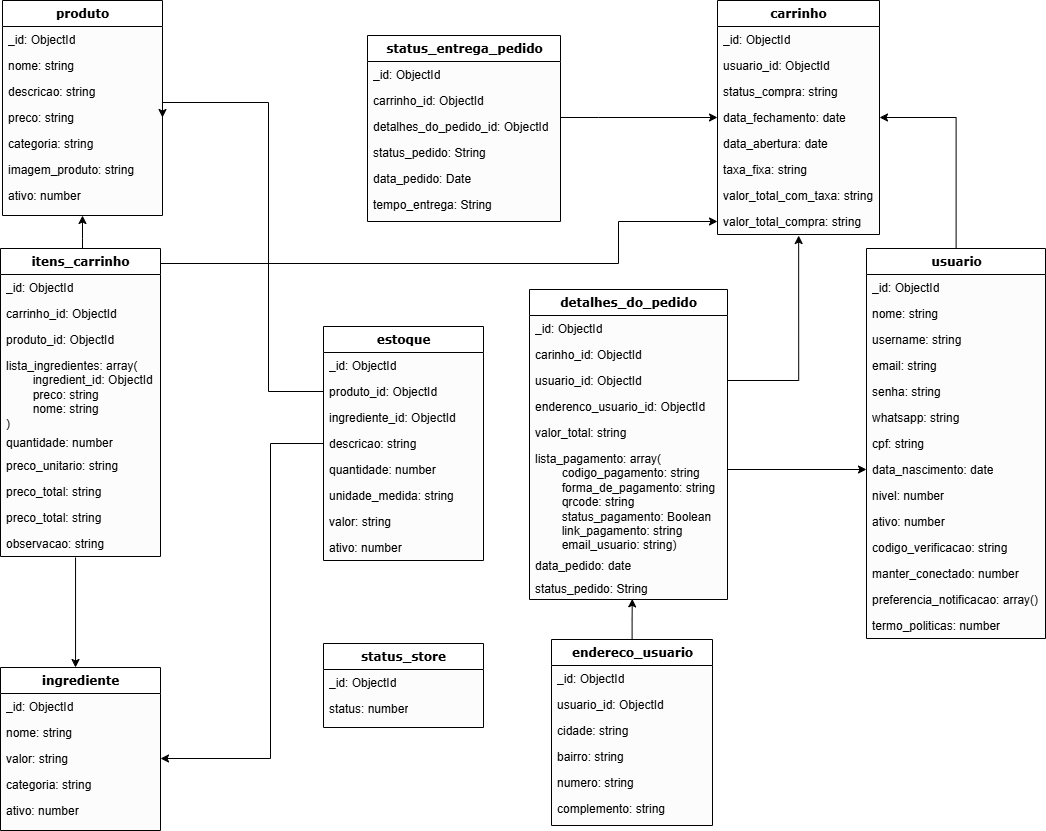 produto
_id: ObjectId
nome: string
descricao: string
preco: string
categoria: string
imagem_produto: string
ativo: number
status_entrega_pedido
_id: ObjectId
carrinho_id: ObjectId
detalhes_do_pedido_id: ObjectId
status_pedido: String
data_pedido: Date
tempo_entrega: String
carrinho
_id: ObjectId
usuario_id: ObjectId
status_compra: string
data_fechamento: date
data_abertura: date
taxa_fixa: string
valor_total_com_taxa: string
valor_total_compra: string
itens_carrinho
_id: ObjectId
carrinho_id: ObjectId
produto_id: ObjectId
lista_ingredientes: array(
ingredient_id: ObjectId
preco: string
nome: string
)
quantidade: number
preco_unitario: string
preco_total: string
preco_total: string
observacao: string
estoque
_id: ObjectId
produto_id: ObjectId
ingrediente_id: ObjectId
descricao: string
quantidade: number
unidade_medida: string
valor: string
ativo: number
detalhes_do_pedido
_id: ObjectId
carinho_id: ObjectId
usuario_id: ObjectId
enderenco_usuario_id: ObjectId
valor_total: string
lista_pagamento: array(
codigo_pagamento: string
forma_de_pagamento: string
qrcode: string
status_pagamento: Boolean
link_pagamento: string
email_usuario: string)
data_pedido: date
status_pedido: String
usuario
_id: ObjectId
nome: string
username: string
email: string
senha: string
whatsapp: string
cpf: string
data_nascimento: date
nivel: number
ativo: number
codigo_verificacao: string
manter_conectado: number
preferencia_notificacao: array()
termo_politicas: number
ingrediente
_id: ObjectId
nome: string
valor: string
categoria: string
ativo: number
status_store
_id: ObjectId
status: number
endereco_usuario
_id: ObjectId
usuario_id: ObjectId
cidade: string
bairro: string
numero: string
complemento: string